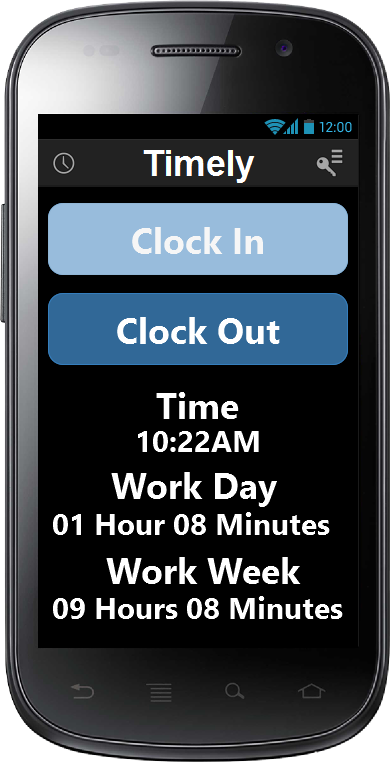 12:00
Timely
Clock In
Clock Out
Time
10:22AM
Work Day
01 Hour 08 Minutes
Work Week
09 Hours 08 Minutes